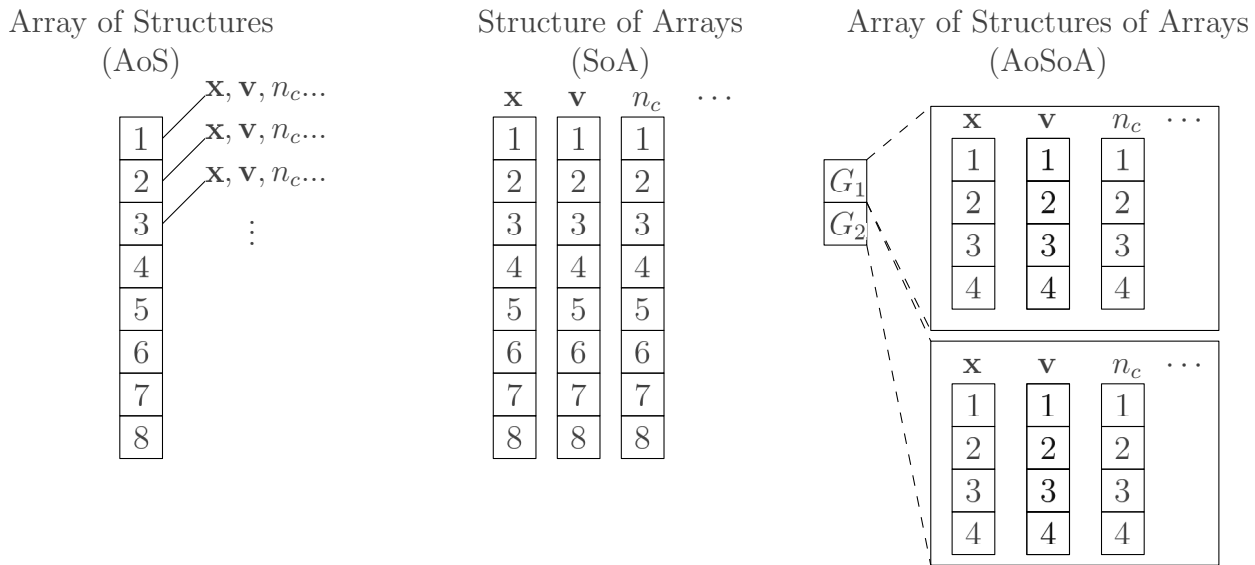 Array of Structures
(AoS)
x, v, n_c...
x, v, n_c...
x, v, n_c...
⋮
1
2
3
4
5
6
7
8
Structure of Arrays
(SoA)
x v n_c ⋯
1 1 1
2 2 2
3 3 3
4 4 4
5 5 5
6 6 6
7 7 7
8 8 8
Array of Structures of Arrays
(AoSoA)
G_1
G_2
x v n_c ⋯
1 1 1
2 2 2
3 3 3
4 4 4
x v n_c ⋯
1 1 1
2 2 2
3 3 3
4 4 4